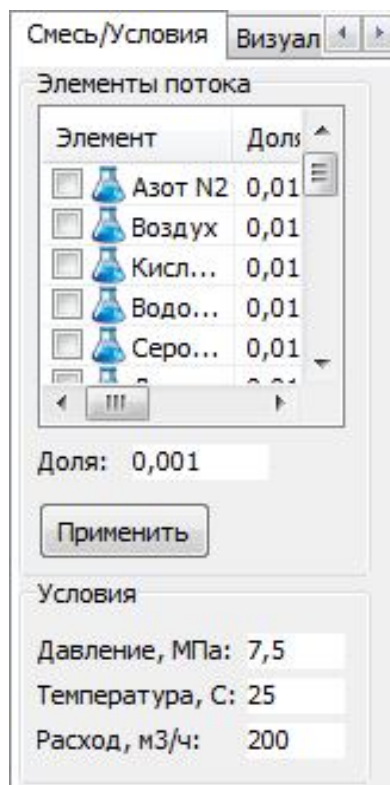 Смесь/Условия Визуал
Элементы потока
Элемент Доля
Азот N2 0,01
Воздух 0,01
Кисл... 0,01
Водо... 0,01
Серо... 0,01
Доля: 0,001
Применить
Условия
Давление, МПа: 7,5
Температура, С: 25
Расход, м3/ч: 200